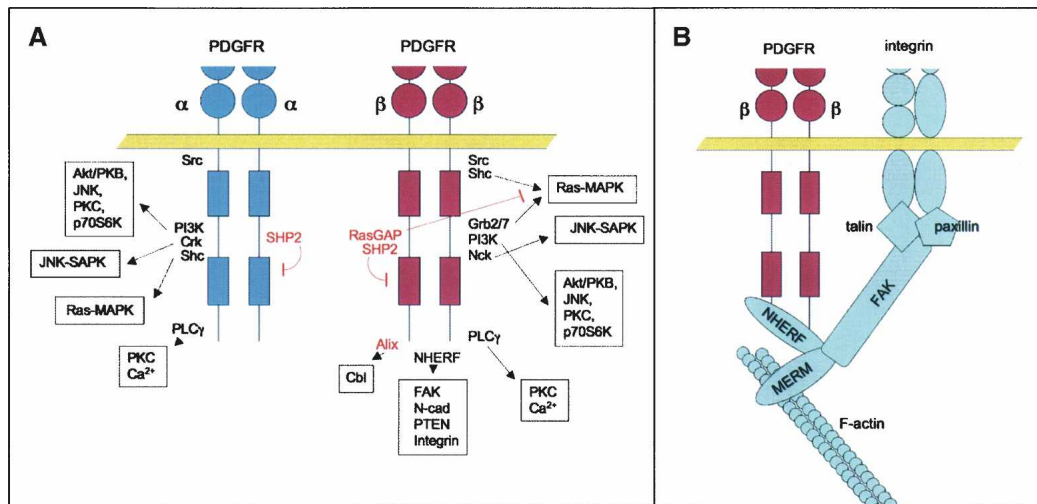 A
PDGFR
α
α
Src
Akt/PKB,
JNK,
PKC,
p70S6K
PI3K
Crk
Shc
JNK-SAPK
Ras-MAPK
PLCγ
PKC
Ca²⁺
SHP2
PDGFR
β
β
Src
Shc
Ras-MAPK
RasGAP
SHP2
Grb2/7
PI3K
Nck
JNK-SAPK
Akt/PKB,
JNK,
PKC,
p70S6K
Alix
Cbl
NHERF
FAK
N-cad
PTEN
Integrin
PLCγ
PKC
Ca²⁺
B
PDGFR
integrin
β
β
talin
paxillin
FAK
NHERF
MERM
F-actin